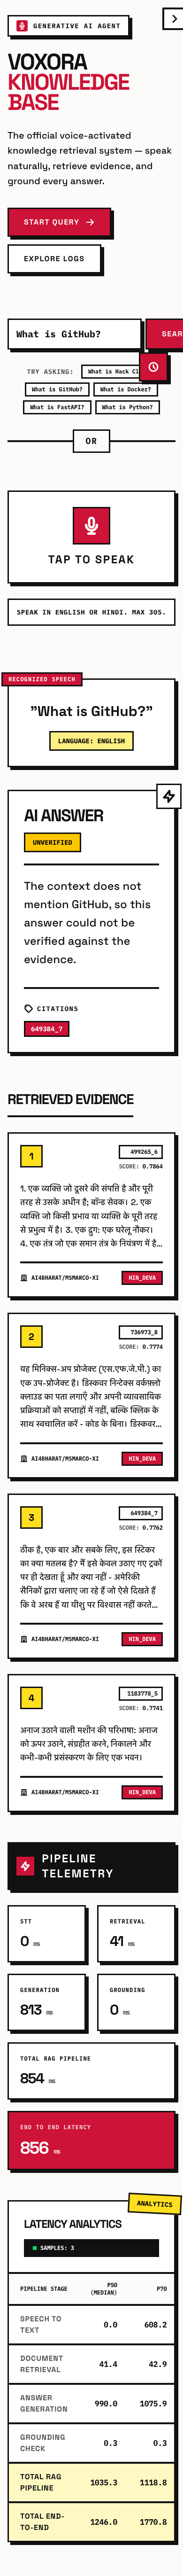 GENERATIVE AI AGENT
VOXORA
KNOWLEDGE
BASE
The official voice-activated
knowledge retrieval system — speak
naturally, retrieve evidence, and
ground every answer.
START QUERY →
EXPLORE LOGS
What is GitHub?
SEAR
TRY ASKING:
What is Hack Cl
What is GitHub?
What is Docker?
What is FastAPI?
What is Python?
OR
TAP TO SPEAK
SPEAK IN ENGLISH OR HINDI. MAX 30S.
RECOGNIZED SPEECH
"What is GitHub?"
LANGUAGE: ENGLISH
AI ANSWER
UNVERIFIED
The context does not
mention GitHub, so this
answer could not be
verified against the
evidence.
CITATIONS
649384_7
RETRIEVED EVIDENCE
1
499265_6
SCORE: 0.7864
1. एक व्यक्ति जो दूसरे की संपत्ति है और पूरी
तरह से उसके अधीन है; बॉन्ड सेवक। 2. एक
व्यक्ति जो किसी प्रभाव या व्यक्ति के पूरी तरह
से प्रभुत्व में है। 3. एक द्रुग: एक घरेलू नौकर।
4. एक तंत्र जो एक समान तंत्र के नियंत्रण में है...
AI4BHARAT/MSMARCO-XI
HIN_DEVA
2
736973_8
SCORE: 0.7774
यह मिनिक्स-अप प्रोजेक्ट (एस.एफ.जे.पी.) का
एक उप-प्रोजेक्ट है। डिस्कवर निन्टेक्स वर्कफ़्लो
क्लाउड का पता लगाएँ और अपनी व्यावसायिक
प्रक्रियाओं को सप्ताहों में नहीं, बल्कि क्लिक के
साथ स्वचालित करें - कोड के बिना। डिस्कवर...
AI4BHARAT/MSMARCO-XI
HIN_DEVA
3
649384_7
SCORE: 0.7762
ठीक है, एक बार और सबके लिए, इस स्टिकर
का क्या मतलब है? मैं इसे केवल उठाए गए ट्रकों
पर ही देखता हूँ और क्या नहीं - अमेरिकी
सैनिकों द्वारा चलाए जा रहे हैं जो ऐसे दिखते हैं
कि वे अरब हैं या यीशु पर विश्वास नहीं करते...
AI4BHARAT/MSMARCO-XI
HIN_DEVA
4
1183778_5
SCORE: 0.7741
अनाज उठाने वाली मशीन की परिभाषा: अनाज
को ऊपर उठाने, संग्रहीत करने, निकालने और
कभी-कभी प्रसंस्करण के लिए एक भवन।
AI4BHARAT/MSMARCO-XI
HIN_DEVA
PIPELINE
TELEMETRY
STT
0 ms
RETRIEVAL
41 ms
GENERATION
813 ms
GROUNDING
0 ms
TOTAL RAG PIPELINE
854 ms
END TO END LATENCY
856 ms
ANALYTICS
LATENCY ANALYTICS
SAMPLES: 3
PIPELINE STAGE P50 (MEDIAN) P70
SPEECH TO TEXT 0.0 608.2
DOCUMENT RETRIEVAL 41.4 42.9
ANSWER GENERATION 990.0 1075.9
GROUNDING CHECK 0.3 0.3
TOTAL RAG PIPELINE 1035.3 1118.8
TOTAL END-TO-END 1246.0 1770.8